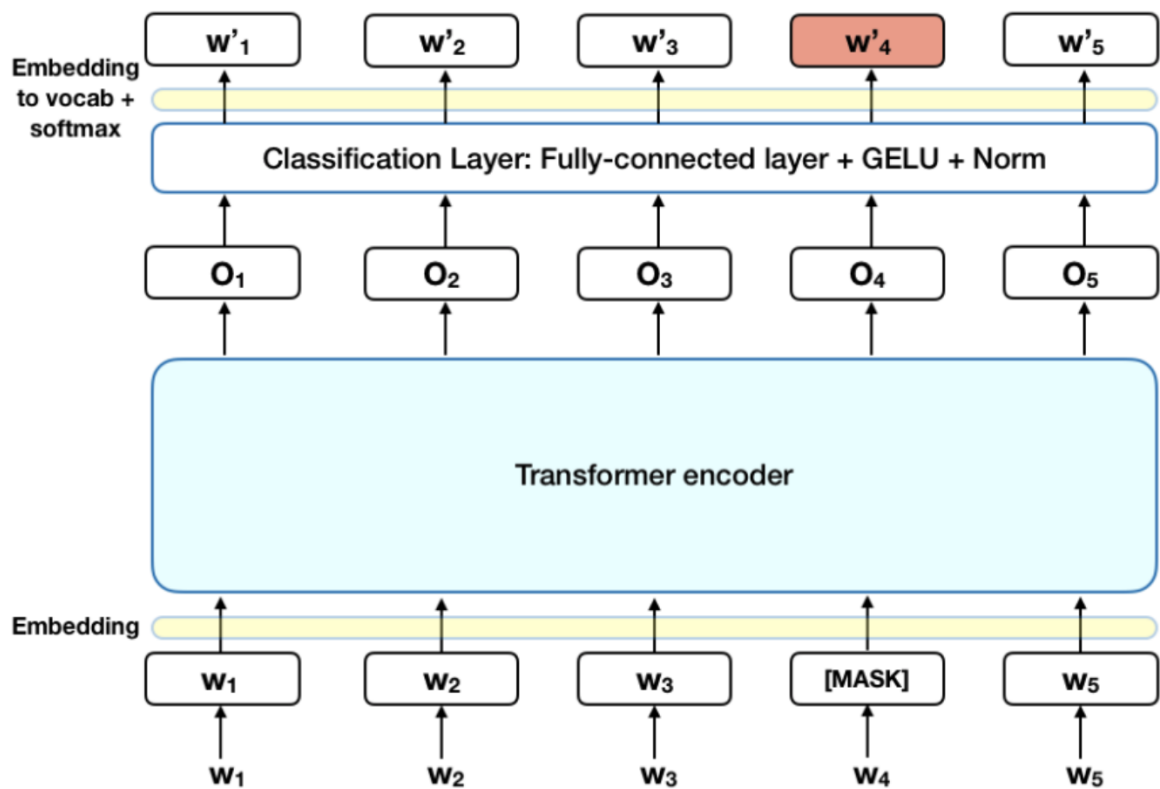 w'₁ w'₂ w'₃ w'₄ w'₅
Embedding
to vocab +
softmax
Classification Layer: Fully-connected layer + GELU + Norm
O₁ O₂ O₃ O₄ O₅
Transformer encoder
Embedding
W₁ W₂ W₃ [MASK] W₅
W₁ W₂ W₃ W₄ W₅